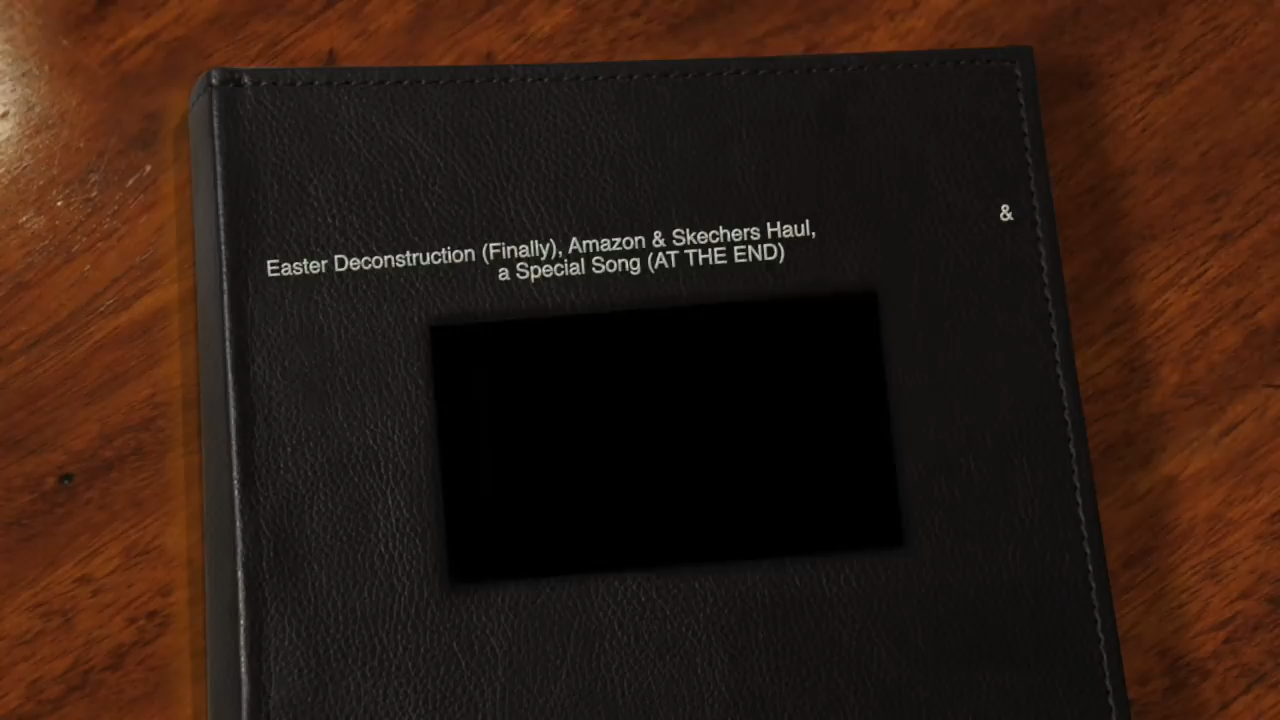 Easter Deconstruction (Finally), Amazon & Skechers Haul, &
a Special Song (AT THE END)